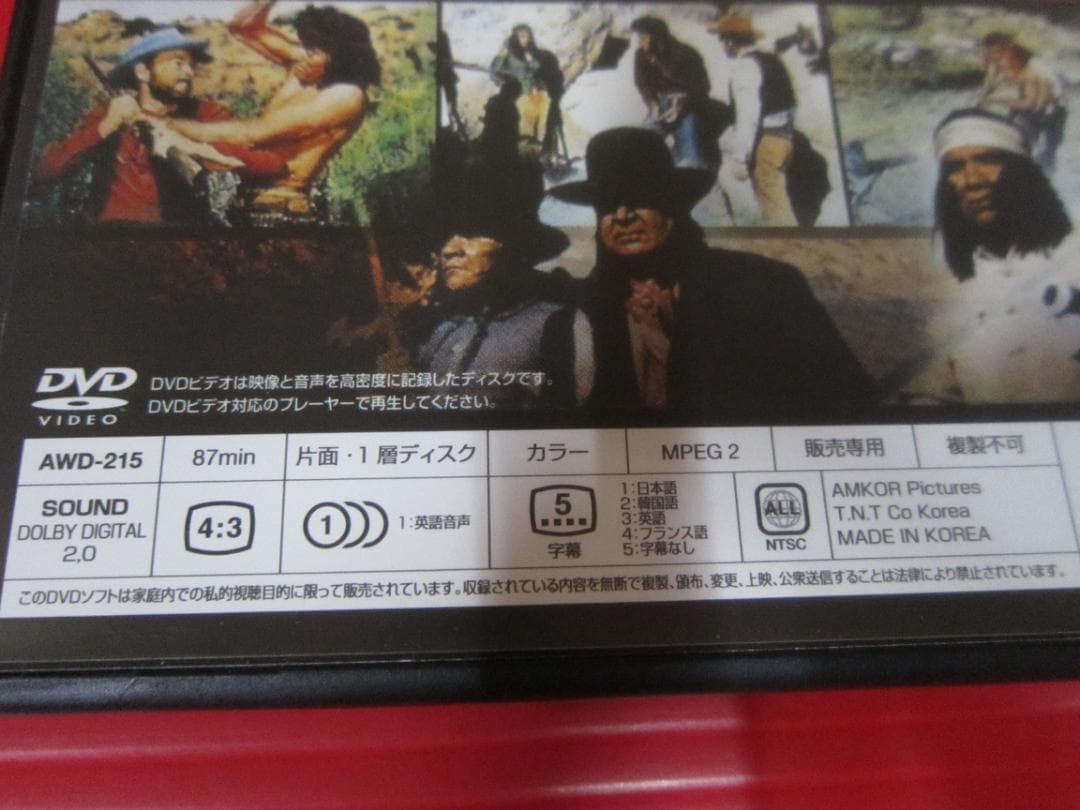 DVD
VIDEO
DVDビデオは映像と音声を高密度に記録したディスクです。
DVDビデオ対応のプレーヤーで再生してください。
AWD-215
87min
片面・1層ディスク
カラー
MPEG 2
販売専用
複製不可
SOUND
DOLBY DIGITAL
2,0
4:3
1
1:英語音声
5
字幕
1:日本語
2:韓国語
3:英語
4:フランス語
5:字幕なし
ALL
NTSC
AMKOR Pictures
T.N.T Co Korea
MADE IN KOREA
このDVDソフトは家庭内での私的視聴目的に限って販売されています。収録されている内容を無断で複製、頒布、変更、上映、公衆送信することは法律により禁止されています。